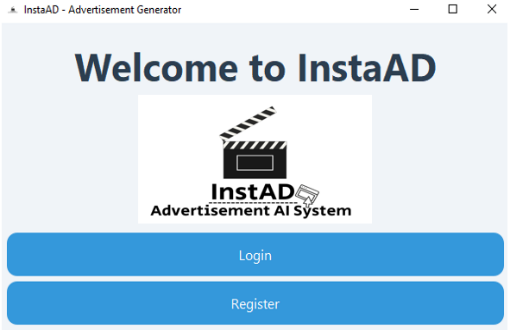 InstaAD - Advertisement Generator
Welcome to InstaAD
InstAD
Advertisement AI System
Login
Register